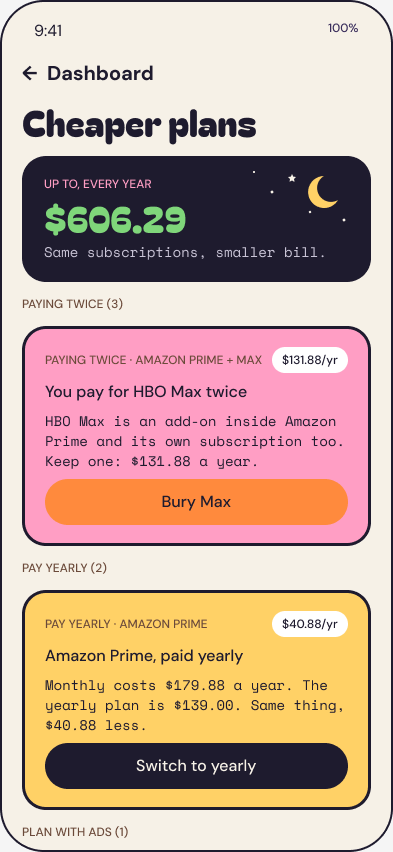 9:41
100%
← Dashboard
Cheaper plans
UP TO, EVERY YEAR
$606.29
Same subscriptions, smaller bill.
PAYING TWICE (3)
PAYING TWICE · AMAZON PRIME + MAX
$131.88/yr
You pay for HBO Max twice
HBO Max is an add-on inside Amazon
Prime and its own subscription too.
Keep one: $131.88 a year.
Bury Max
PAY YEARLY (2)
PAY YEARLY · AMAZON PRIME
$40.88/yr
Amazon Prime, paid yearly
Monthly costs $179.88 a year. The
yearly plan is $139.00. Same thing,
$40.88 less.
Switch to yearly
PLAN WITH ADS (1)